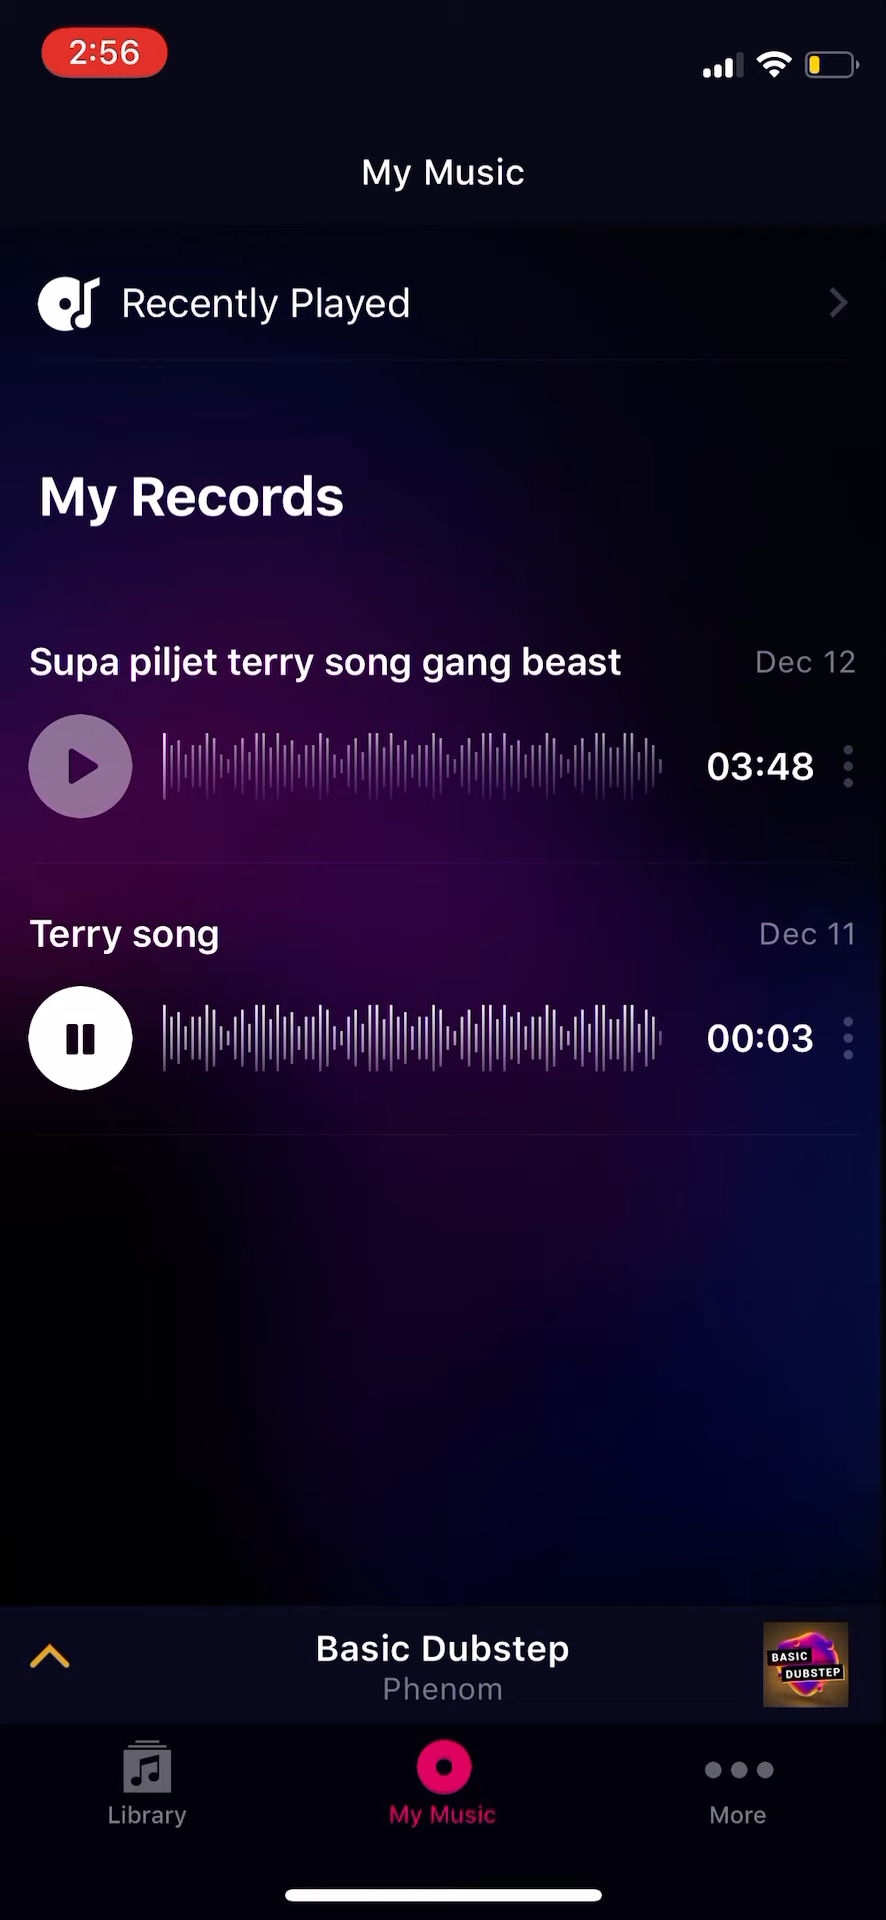 2:56
My Music
Recently Played
My Records
Supa piljet terry song gang beast
Dec 12
03:48
Terry song
Dec 11
00:03
Basic Dubstep
Phenom
BASIC
DUBSTEP
Library
My Music
More